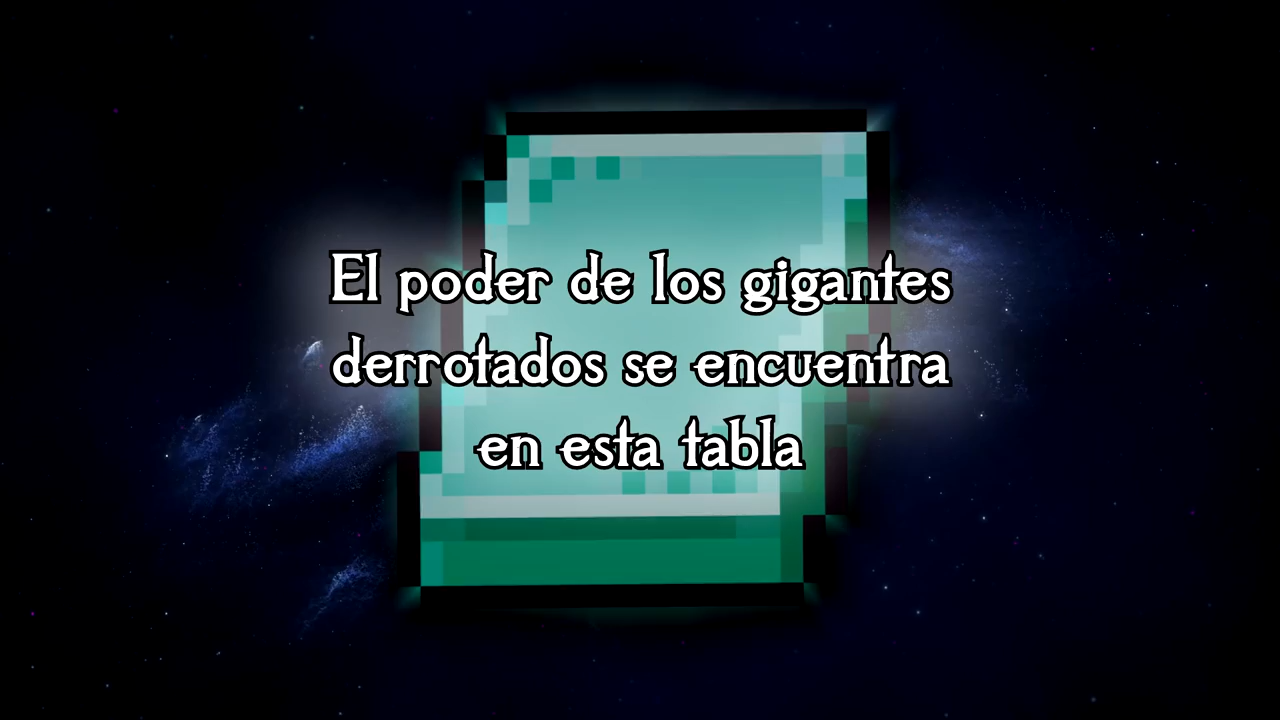 El poder de los gigantes
derrotados se encuentra
en esta tabla